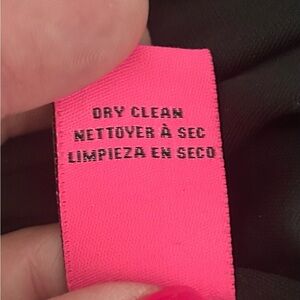 DRY CLEAN
NETTOYER À SEC
LIMPIEZA EN SECO